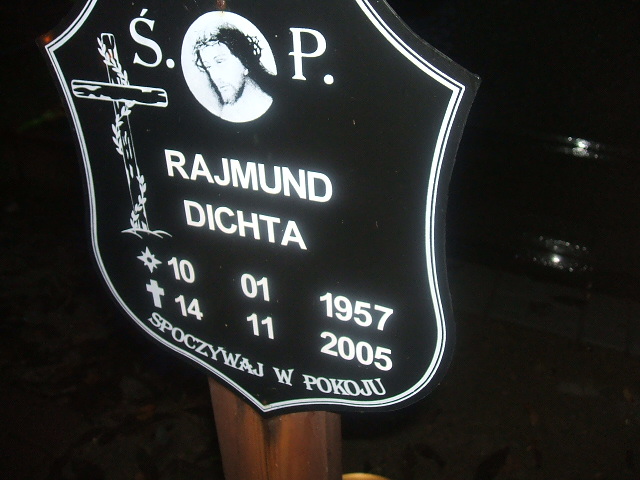 Ś. P.
RAJMUND
DICHTA
10 01 1957
14 11 2005
SPOCZYWAJ W POKOJU